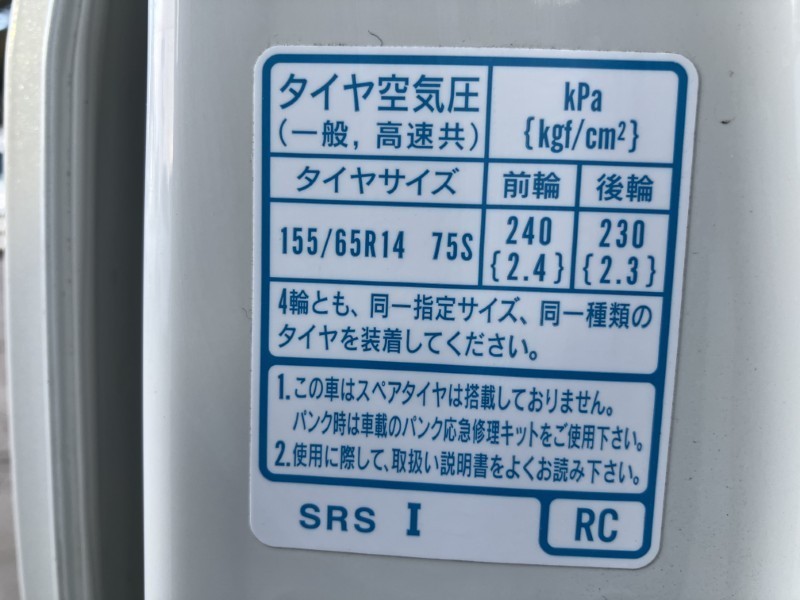 タイヤ空気圧
(一般, 高速共)
kPa
{kgf/cm²}
タイヤサイズ 前輪 後輪
155/65R14 75S 240 230
{2.4} {2.3}
4輪とも、同一指定サイズ、同一種類の
タイヤを装着してください。
1.この車はスペアタイヤは搭載しておりません。
パンク時は車載のパンク応急修理キットをご使用下さい。
2.使用に際して、取扱い説明書をよくお読み下さい。
SRS I RC